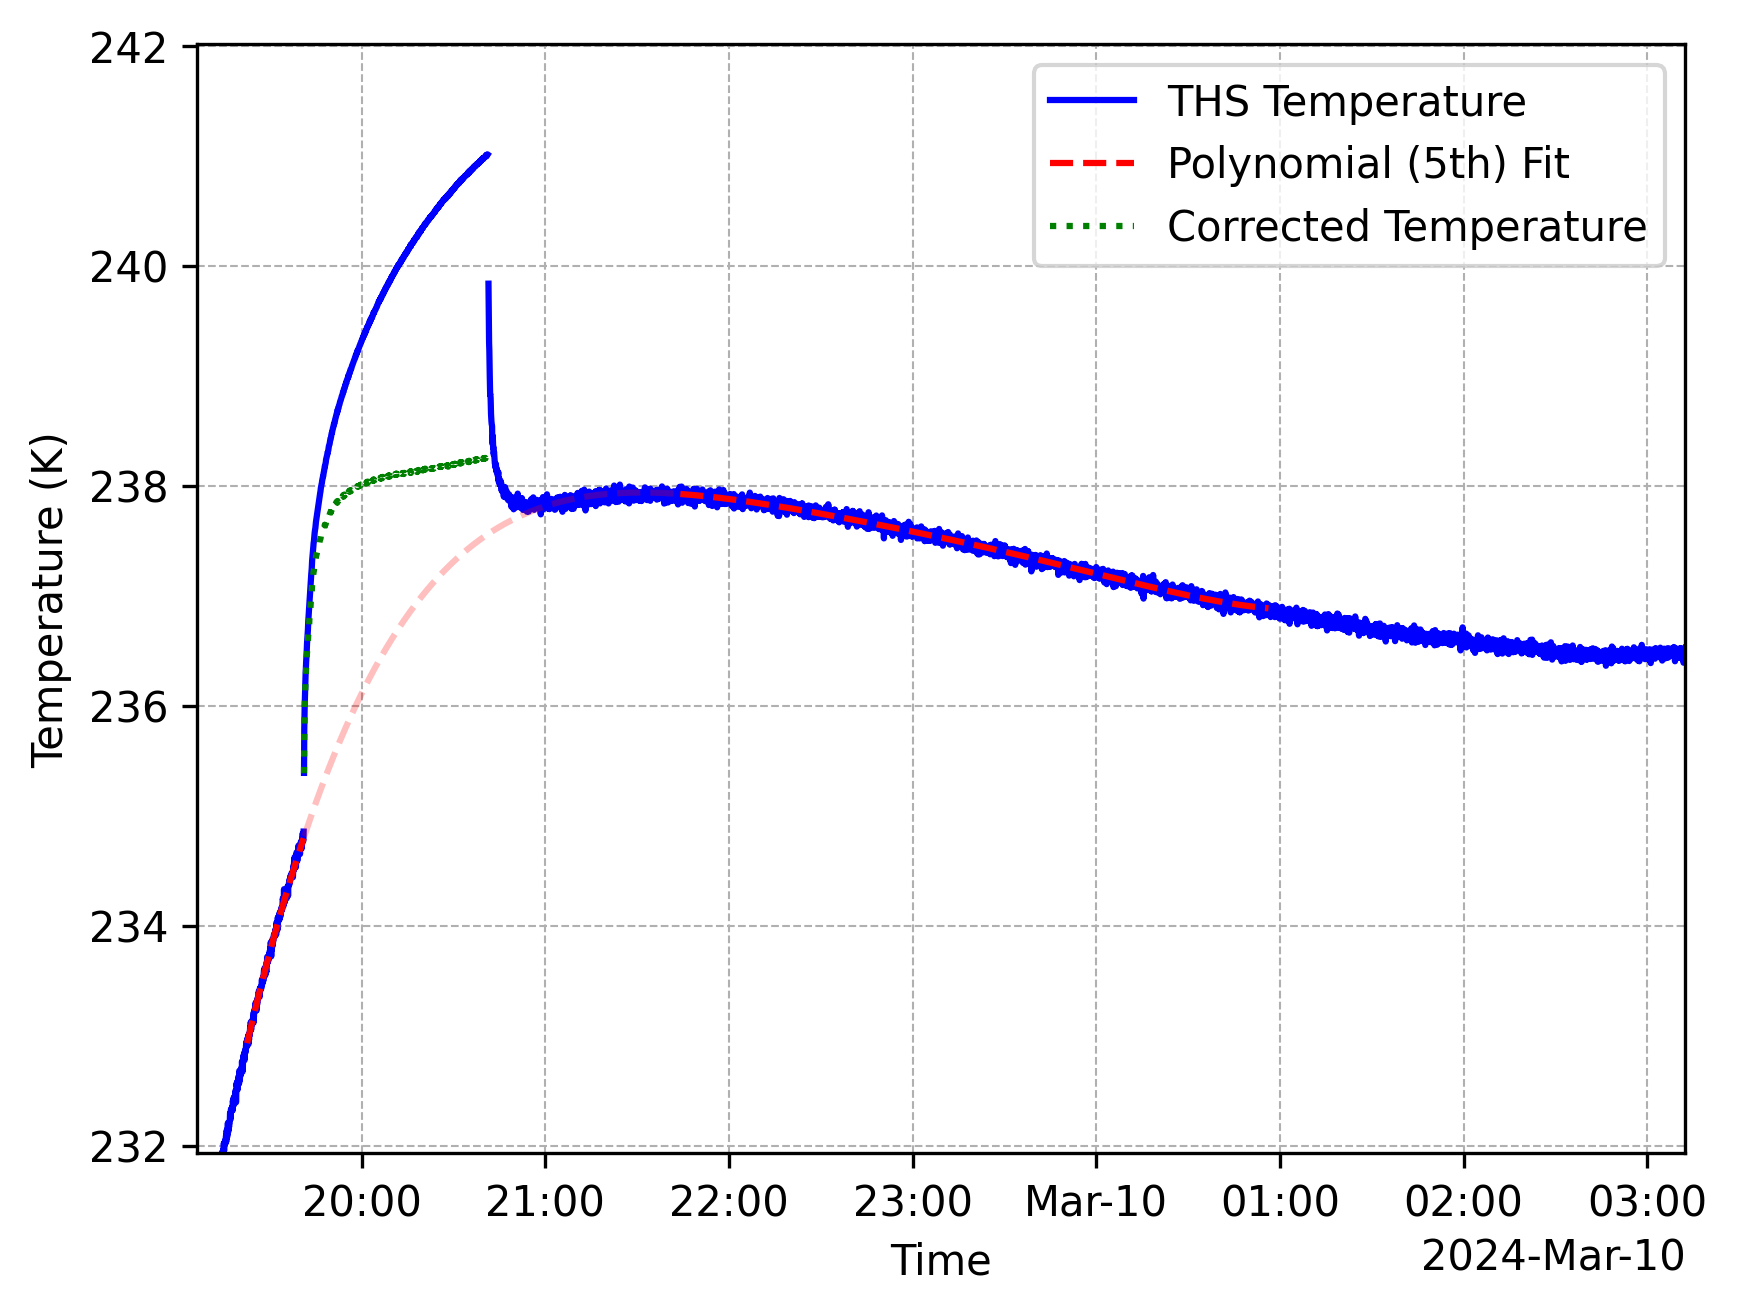 242
240
238
236
234
232
Temperature (K)
THS Temperature
Polynomial (5th) Fit
Corrected Temperature
20:00 21:00 22:00 23:00 Mar-10 01:00 02:00 03:00
Time
2024-Mar-10